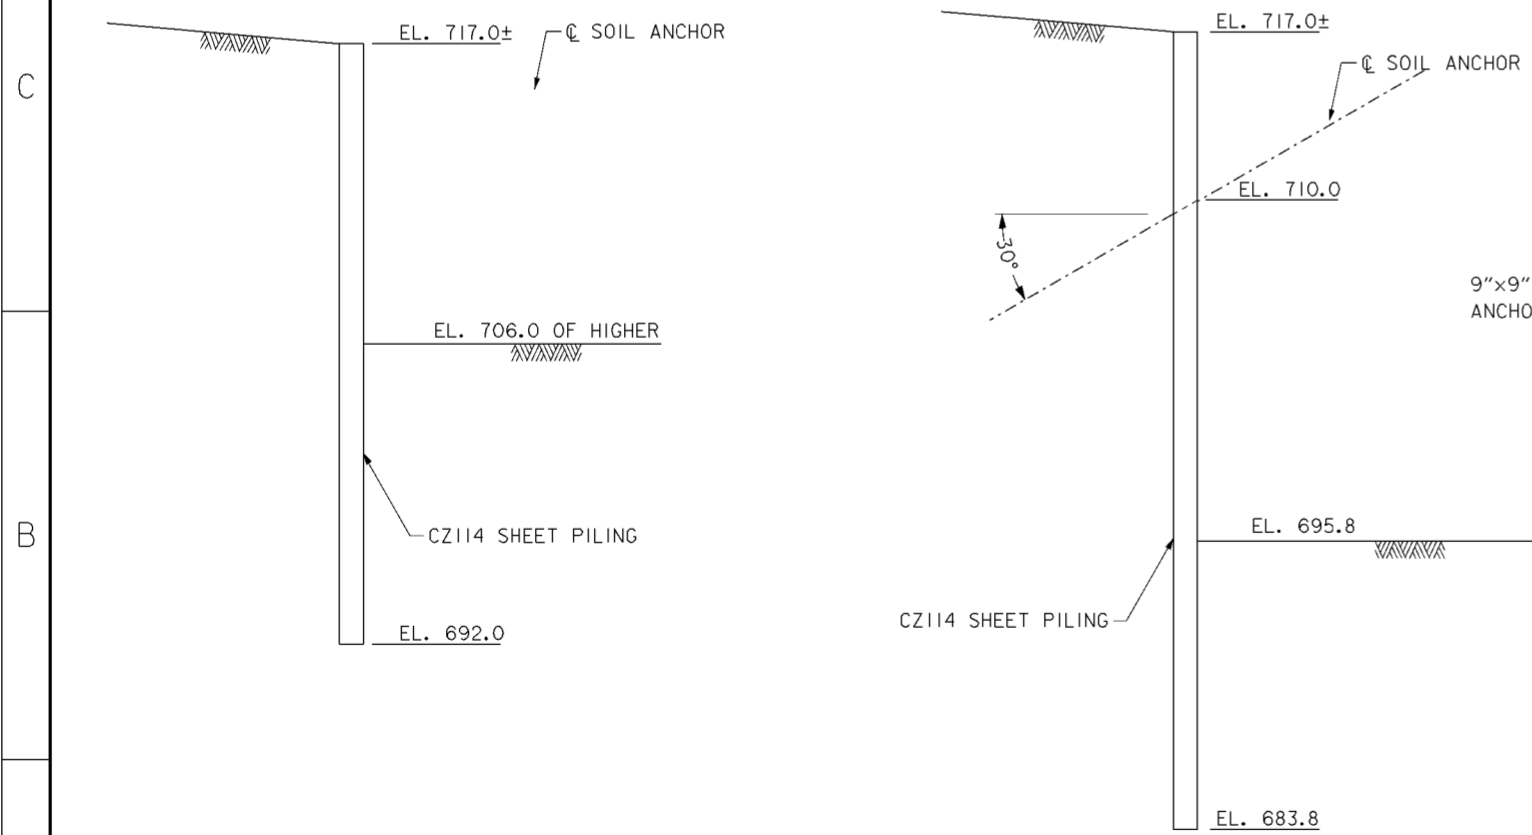 C
B
EL. 717.0±
℄ SOIL ANCHOR
EL. 706.0 OF HIGHER
CZ114 SHEET PILING
EL. 692.0
EL. 717.0±
℄ SOIL ANCHOR
EL. 710.0
30°
9"×9"
ANCHO
EL. 695.8
CZ114 SHEET PILING
EL. 683.8